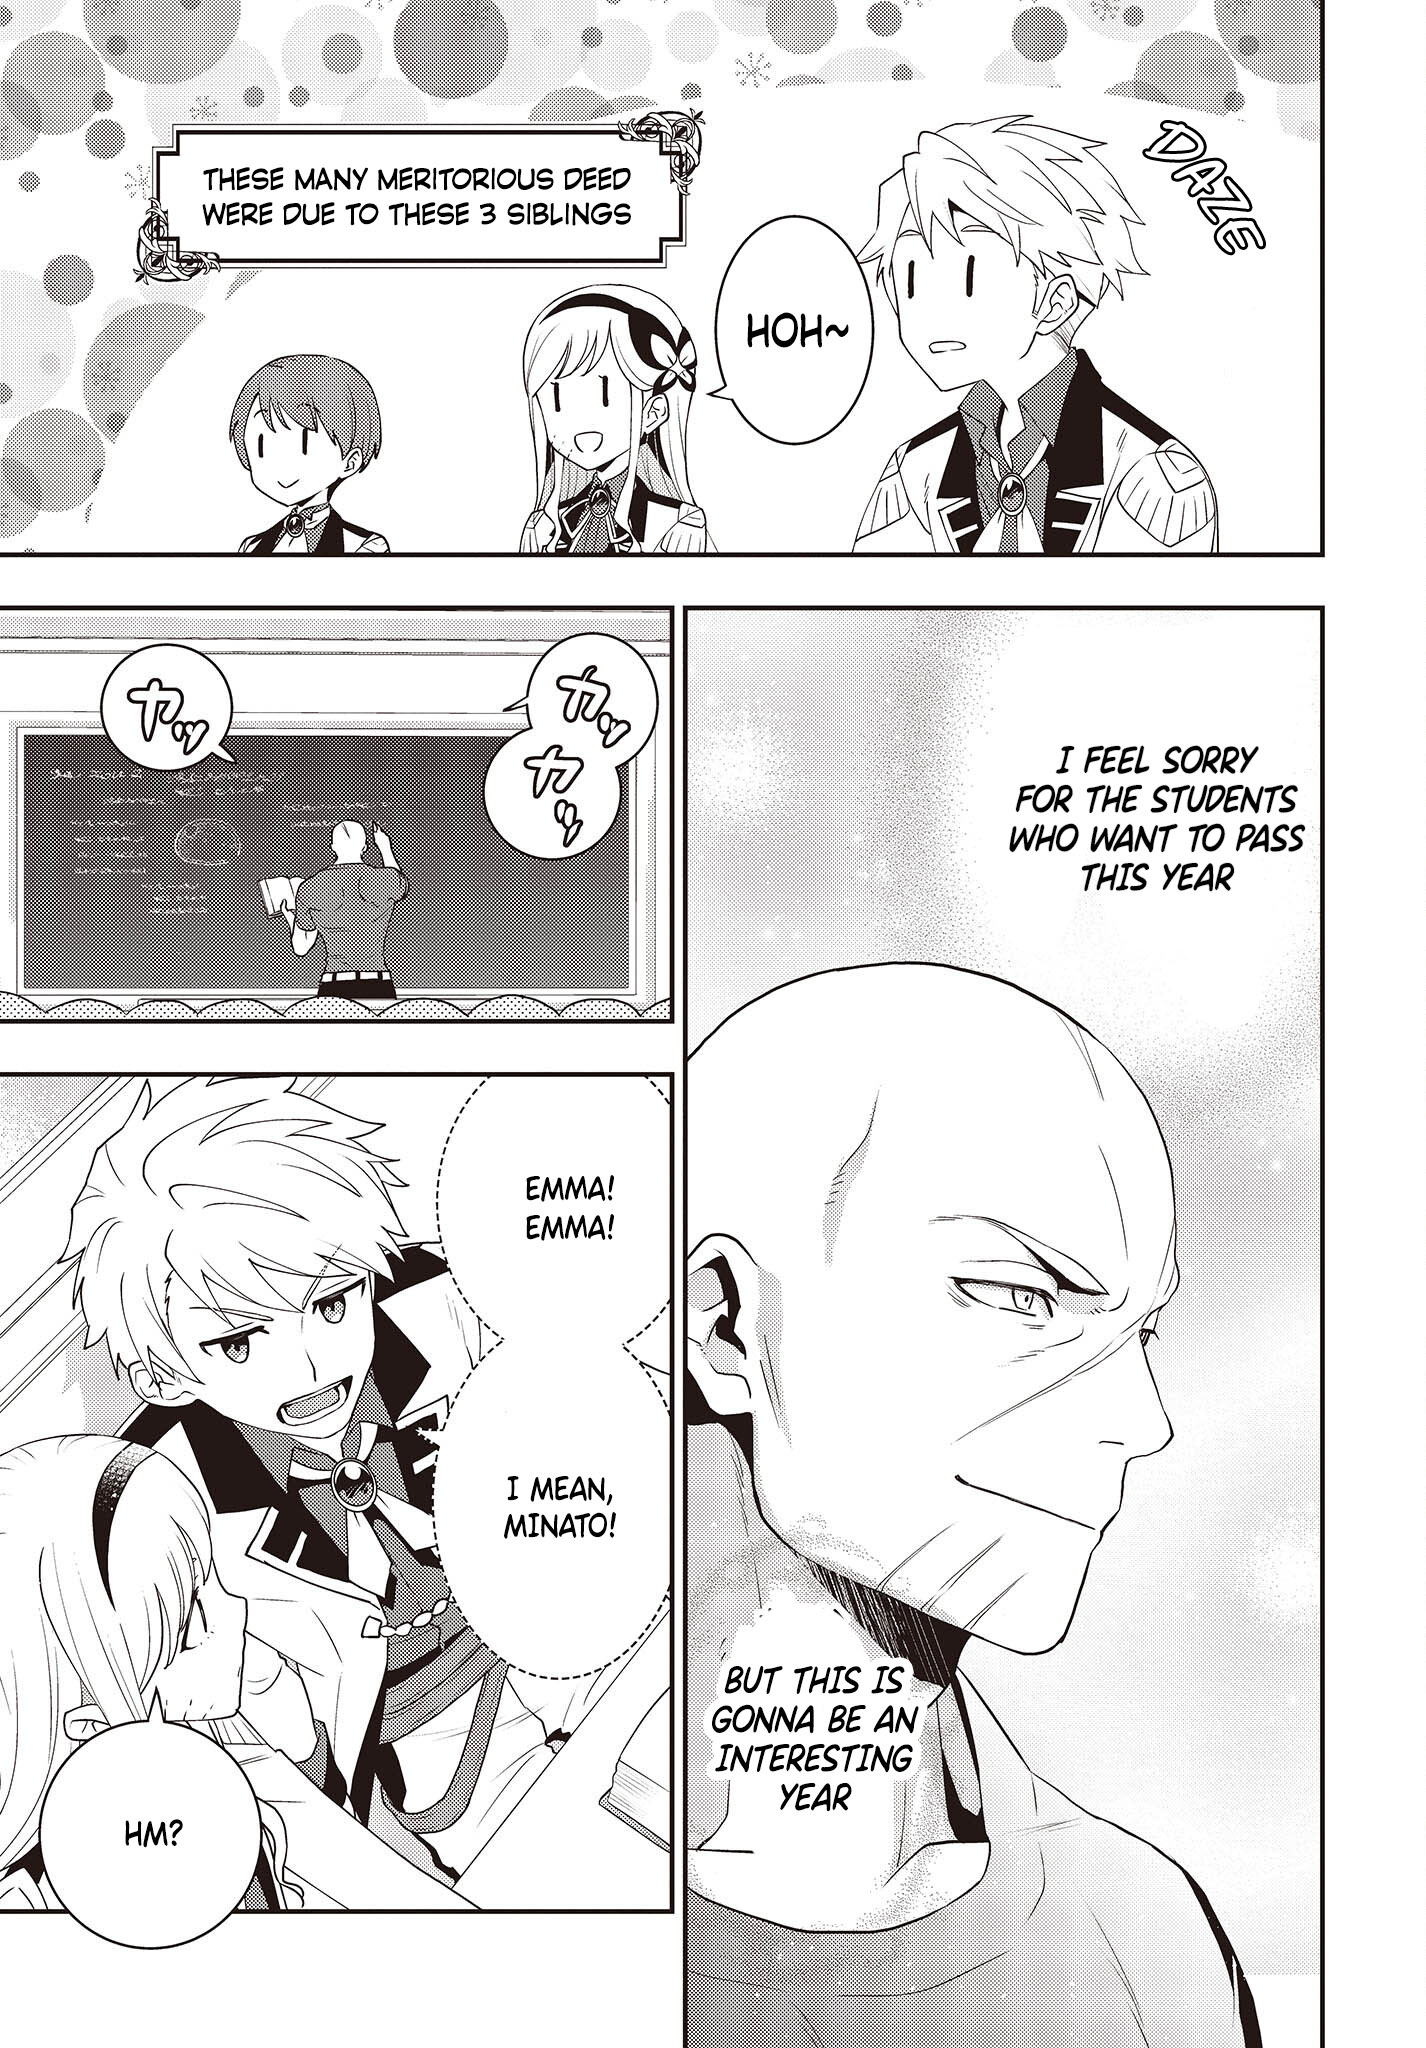 THESE MANY MERITORIOUS DEED
WERE DUE TO THESE 3 SIBLINGS
DAZE
HOH~
I FEEL SORRY
FOR THE STUDENTS
WHO WANT TO PASS
THIS YEAR
BUT THIS IS
GONNA BE AN
INTERESTING
YEAR
カッ
カッ
カッ
EMMA!
EMMA!
I MEAN,
MINATO!
HM?